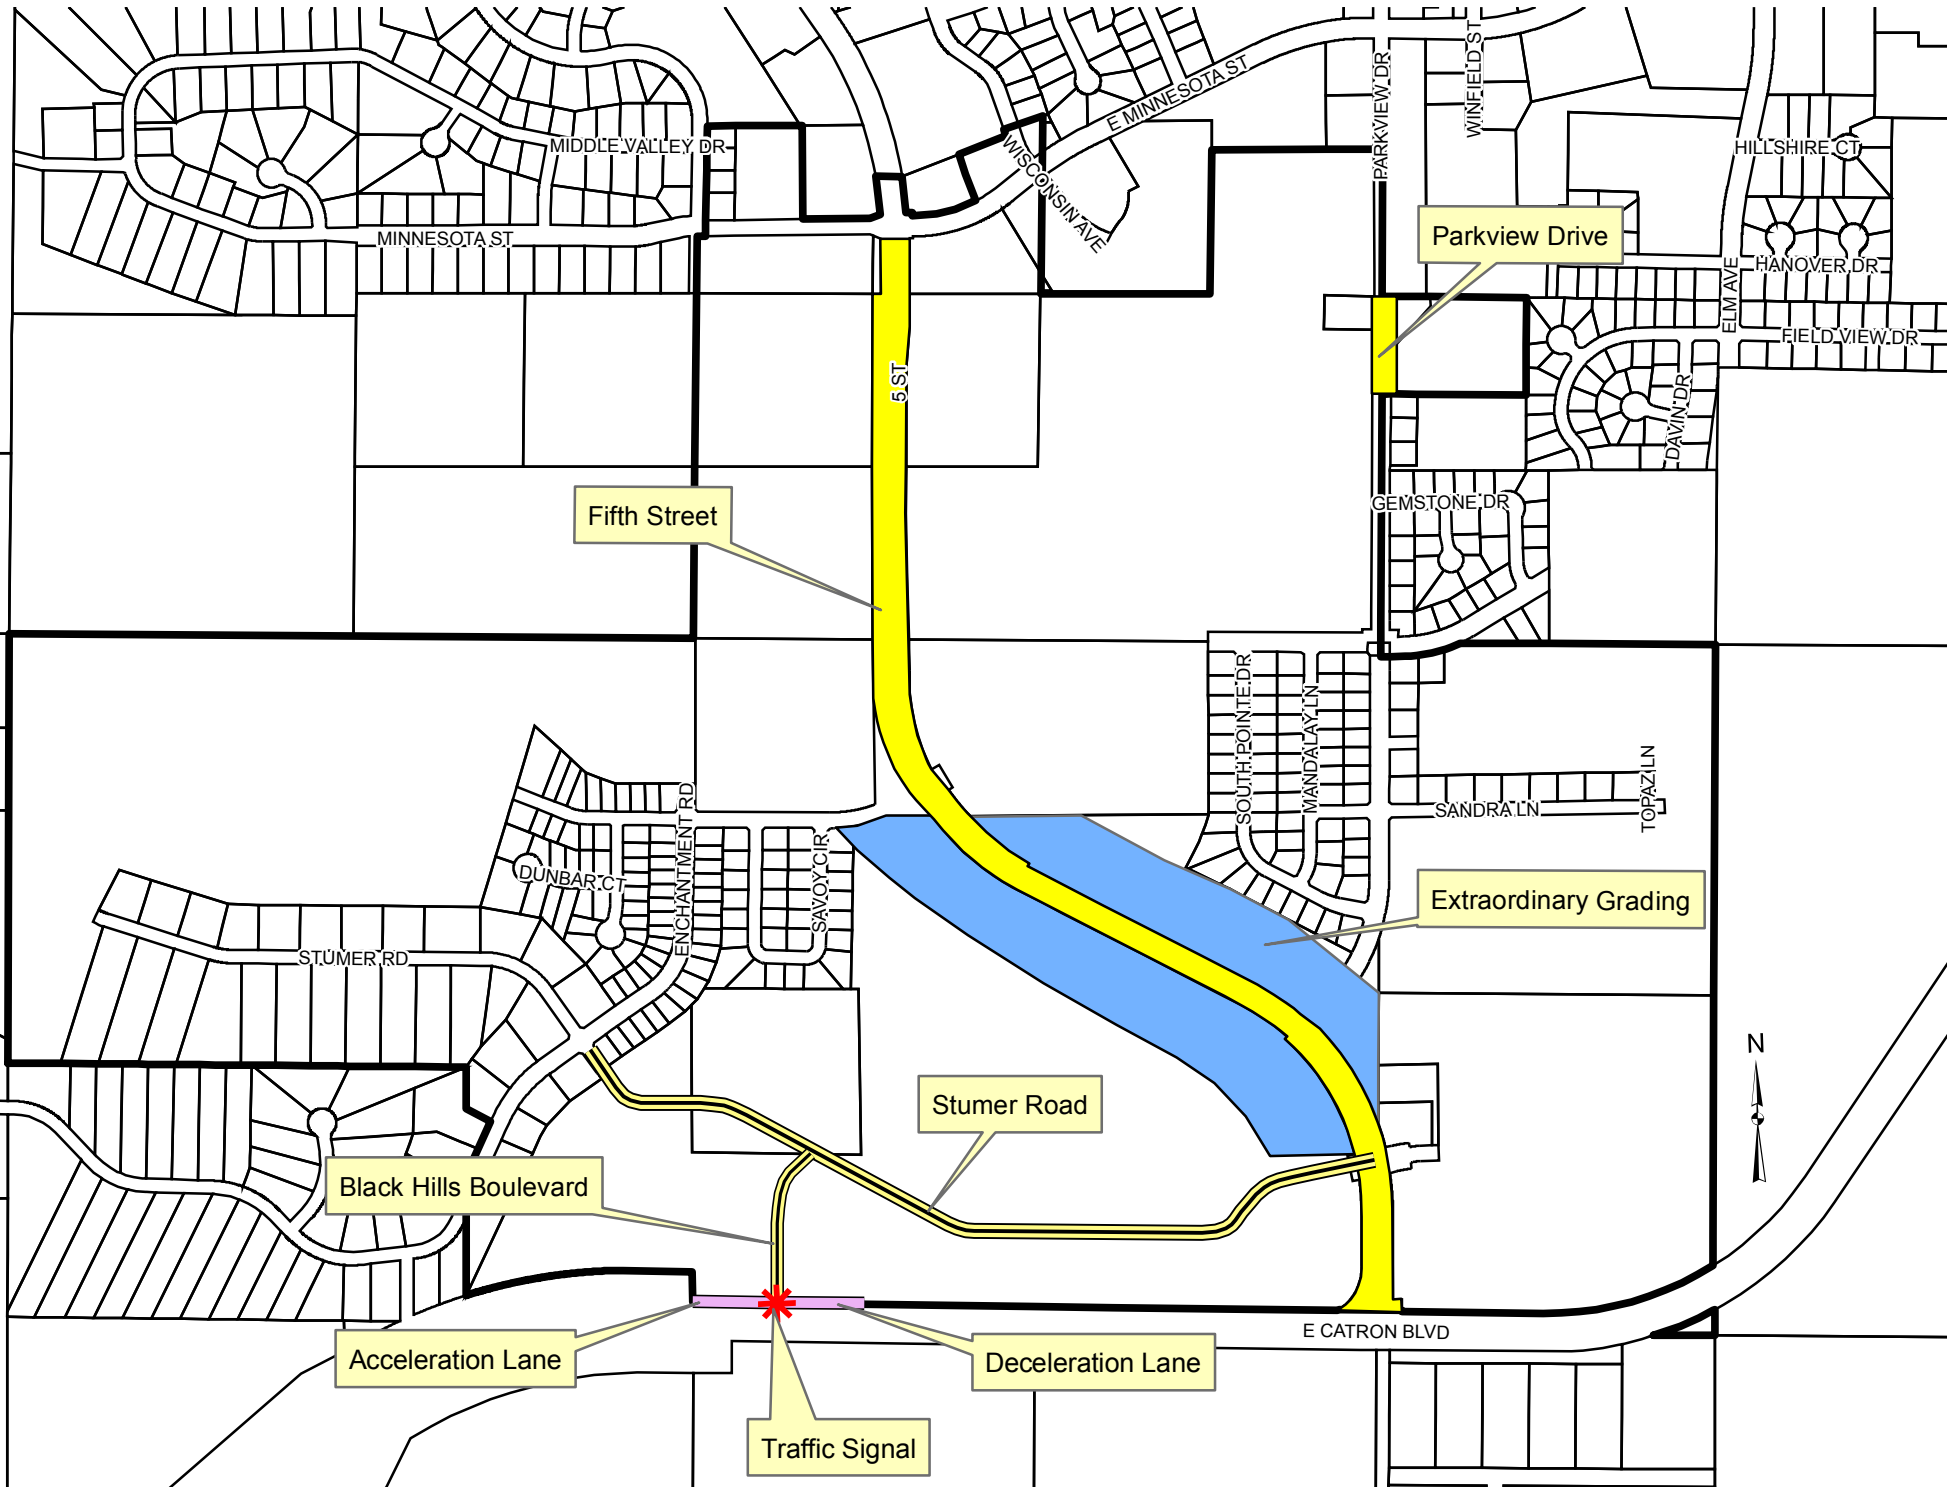 E MINNESOTA ST
PARKVIEW DR
WINFIELD ST
MIDDLE VALLEY DR
WISCONSIN AVE
HILLSHIRE CT
MINNESOTA ST
Parkview Drive
HANOVER DR
ELM AVE
FIELD VIEW DR
5 ST
DAVIN DR
Fifth Street
GEMSTONE DR
SOUTH POINTE DR
MANDALAY LN
TOPAZ LN
SANDRA LN
ENCHANTMENT RD
SAVOY CIR
DUNBAR CT
Extraordinary Grading
STUMER RD
N
Stumer Road
Black Hills Boulevard
E CATRON BLVD
Acceleration Lane
Deceleration Lane
Traffic Signal